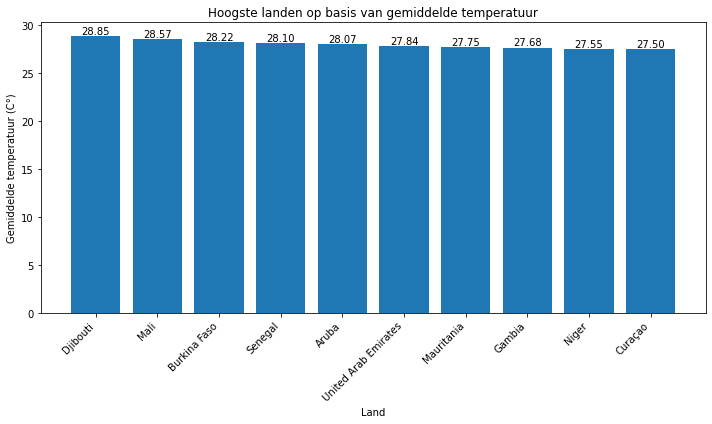 Hoogste landen op basis van gemiddelde temperatuur
Gemiddelde temperatuur (C°)
30
25
20
15
10
5
0
28.85
28.57
28.22
28.10
28.07
27.84
27.75
27.68
27.55
27.50
Djibouti
Mali
Burkina Faso
Senegal
Aruba
United Arab Emirates
Mauritania
Gambia
Niger
Curaçao
Land